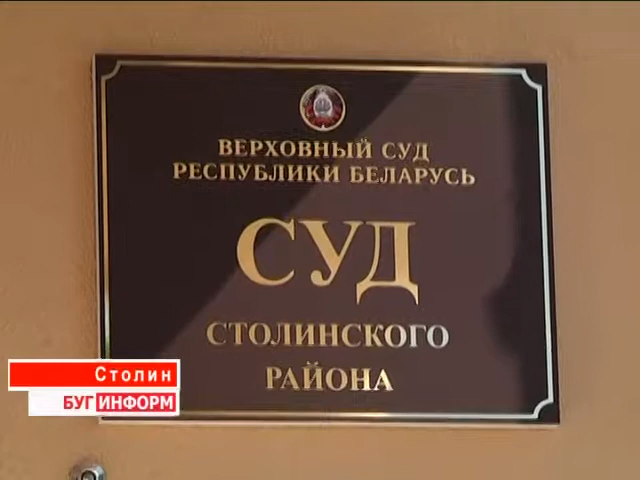 ВЕРХОВНЫЙ СУД
РЕСПУБЛИКИ БЕЛАРУСЬ
СУД
СТОЛИНСКОГО
РАЙОНА
Столин
БУГИНФОРМ